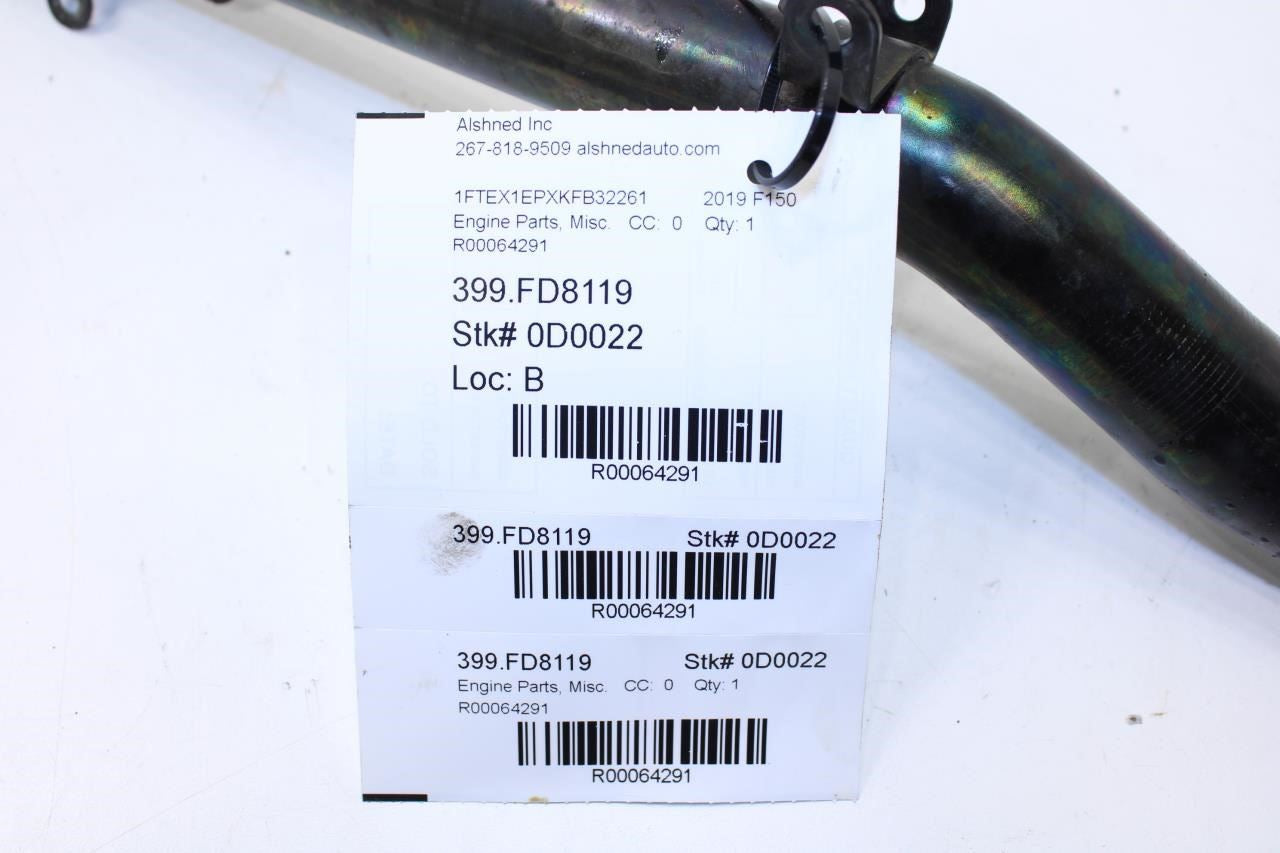 Alshned Inc
267-818-9509 alshnedauto.com
1FTEX1EPXKFB32261 2019 F150
Engine Parts, Misc. CC: 0 Qty: 1
R00064291
399.FD8119
Stk# 0D0022
Loc: B
R00064291
399.FD8119 Stk# 0D0022
R00064291
399.FD8119 Stk# 0D0022
Engine Parts, Misc. CC: 0 Qty: 1
R00064291
R00064291